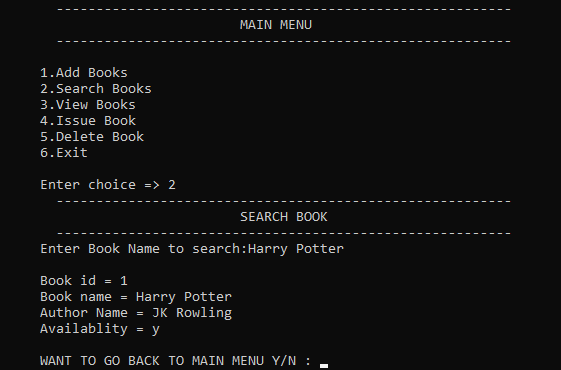 ---------------------------------------------------------
MAIN MENU
---------------------------------------------------------
1.Add Books
2.Search Books
3.View Books
4.Issue Book
5.Delete Book
6.Exit
Enter choice => 2
---------------------------------------------------------
SEARCH BOOK
---------------------------------------------------------
Enter Book Name to search:Harry Potter
Book id = 1
Book name = Harry Potter
Author Name = JK Rowling
Availablity = y
WANT TO GO BACK TO MAIN MENU Y/N :